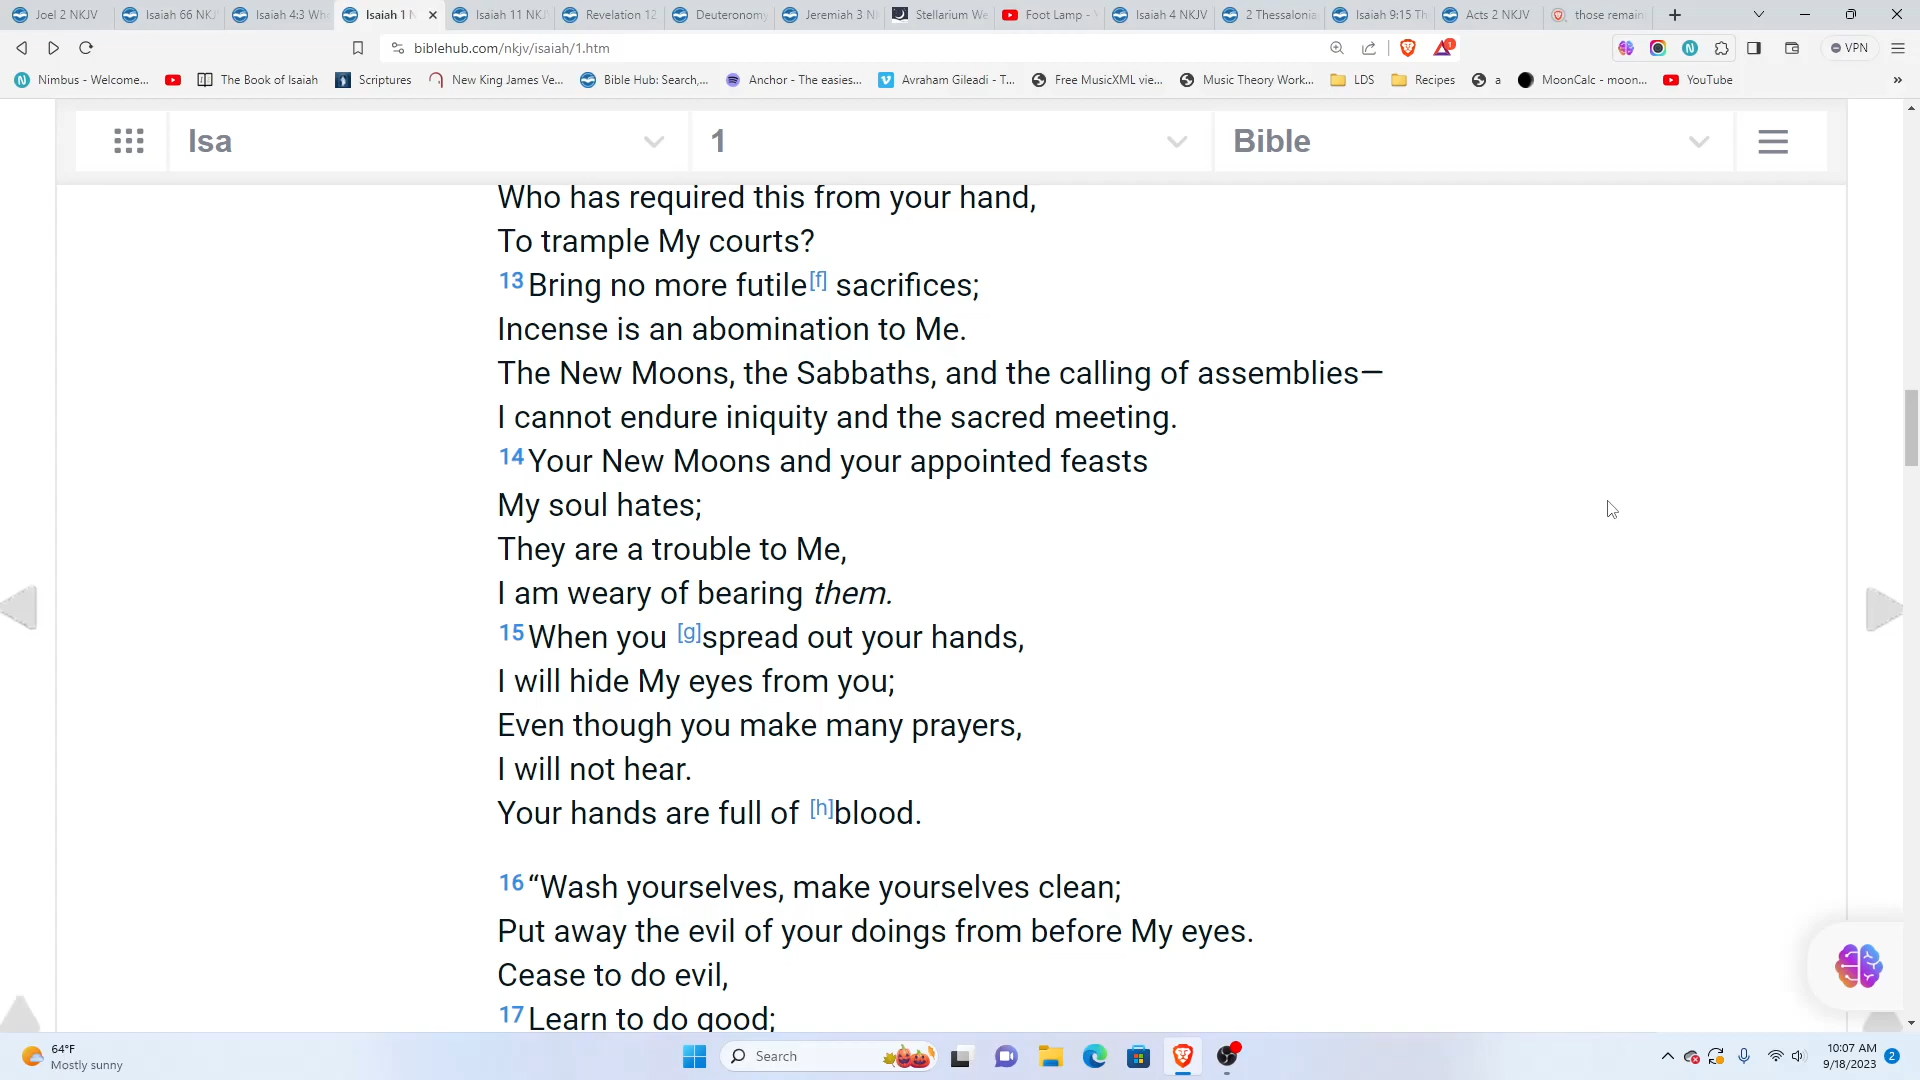 Joel 2 NKJV
Isaiah 66 NKJ
Isaiah 4:3 Who
Isaiah 1 N
Isaiah 11 NKJ
Revelation 12
Deuteronomy
Jeremiah 3 N
Stellarium We
Foot Lamp -
Isaiah 4 NKJV
2 Thessalonia
Isaiah 9:15 Th
Acts 2 NKJV
those remain
biblehub.com/nkjv/isaiah/1.htm
1
VPN
Nimbus - Welcome...
The Book of Isaiah
Scriptures
New King James Ve...
Bible Hub: Search,...
Anchor - The easies...
Avraham Gileadi - T...
Free MusicXML vie...
Music Theory Work...
LDS
Recipes
a
MoonCalc - moon...
YouTube
»
Isa
1
Bible
Who has required this from your hand,
To trample My courts?
13 Bring no more futile[f] sacrifices;
Incense is an abomination to Me.
The New Moons, the Sabbaths, and the calling of assemblies—
I cannot endure iniquity and the sacred meeting.
14 Your New Moons and your appointed feasts
My soul hates;
They are a trouble to Me,
I am weary of bearing them.
15 When you [g]spread out your hands,
I will hide My eyes from you;
Even though you make many prayers,
I will not hear.
Your hands are full of [h]blood.
16 “Wash yourselves, make yourselves clean;
Put away the evil of your doings from before My eyes.
Cease to do evil,
17 Learn to do good;
64°F
Mostly sunny
Search
10:07 AM
9/18/2023
2